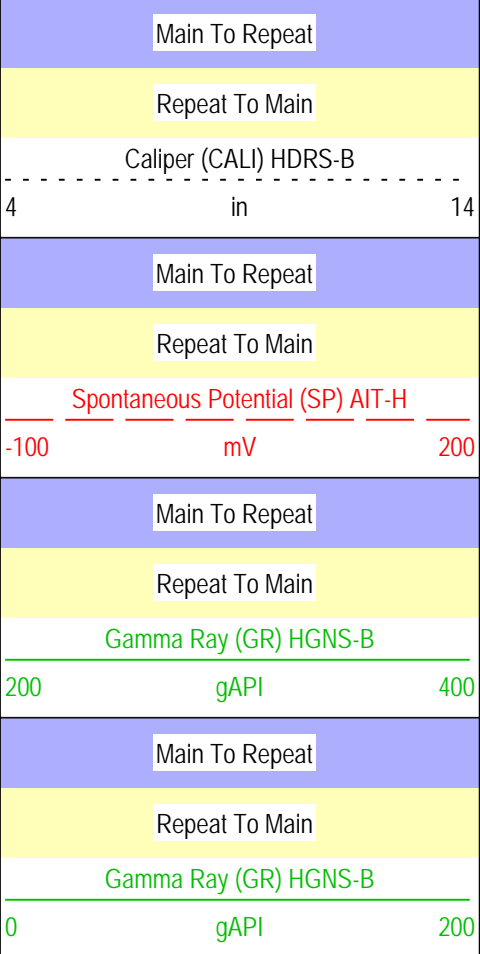 Main To Repeat
Repeat To Main
Caliper (CALI) HDRS-B
4 in 14
Main To Repeat
Repeat To Main
Spontaneous Potential (SP) AIT-H
-100 mV 200
Main To Repeat
Repeat To Main
Gamma Ray (GR) HGNS-B
200 gAPI 400
Main To Repeat
Repeat To Main
Gamma Ray (GR) HGNS-B
0 gAPI 200